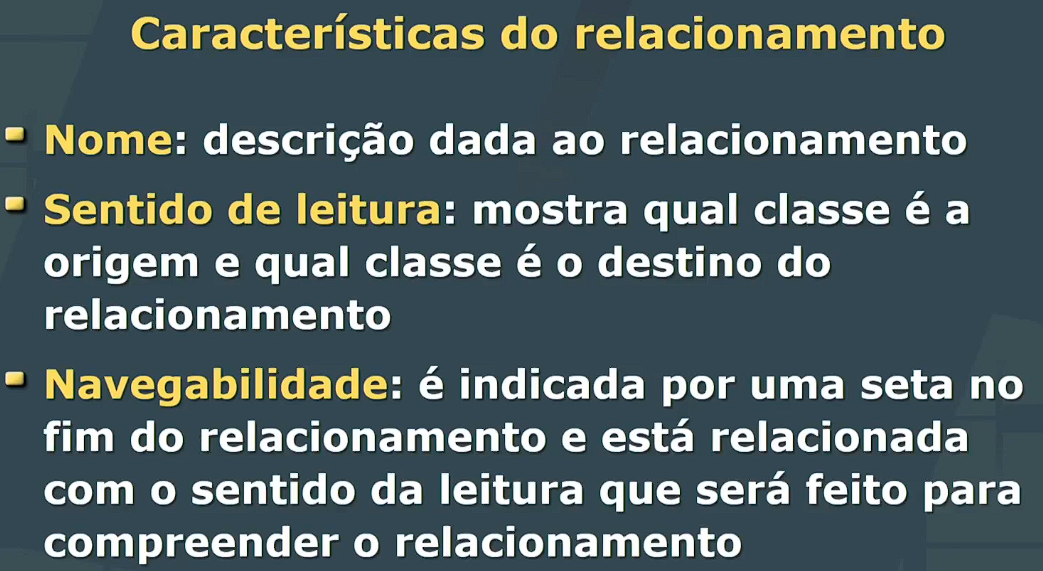 Características do relacionamento
Nome: descrição dada ao relacionamento
Sentido de leitura: mostra qual classe é a
origem e qual classe é o destino do
relacionamento
Navegabilidade: é indicada por uma seta no
fim do relacionamento e está relacionada
com o sentido da leitura que será feito para
compreender o relacionamento